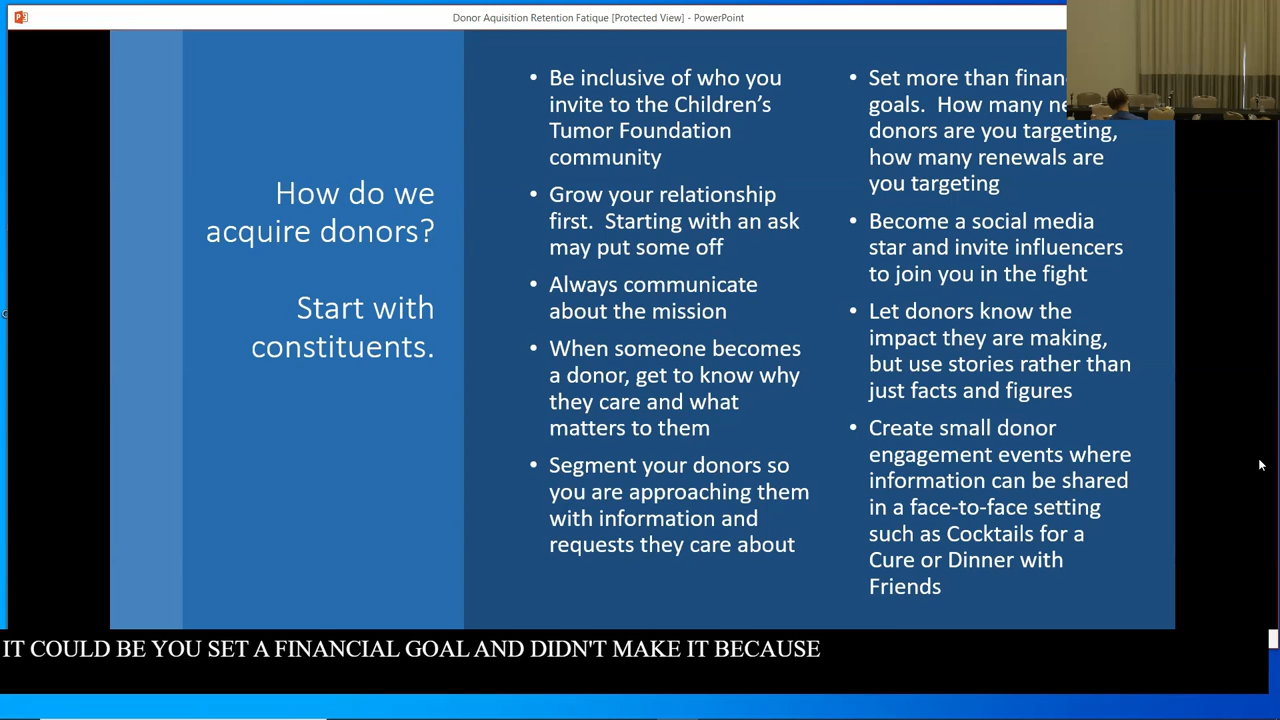 Donor Aquisition Retention Fatique [Protected View] - PowerPoint
How do we
acquire donors?
Start with
constituents.
• Be inclusive of who you
invite to the Children's
Tumor Foundation
community
• Grow your relationship
first. Starting with an ask
may put some off
• Always communicate
about the mission
• When someone becomes
a donor, get to know why
they care and what
matters to them
• Segment your donors so
you are approaching them
with information and
requests they care about
• Set more than
goals. How many
donors are you targeting,
how many renewals are
you targeting
• Become a social media
star and invite influencers
to join you in the fight
• Let donors know the
impact they are making,
but use stories rather than
just facts and figures
• Create small donor
engagement events where
information can be shared
in a face-to-face setting
such as Cocktails for a
Cure or Dinner with
Friends
IT COULD BE YOU SET A FINANCIAL GOAL AND DIDN'T MAKE IT BECAUSE